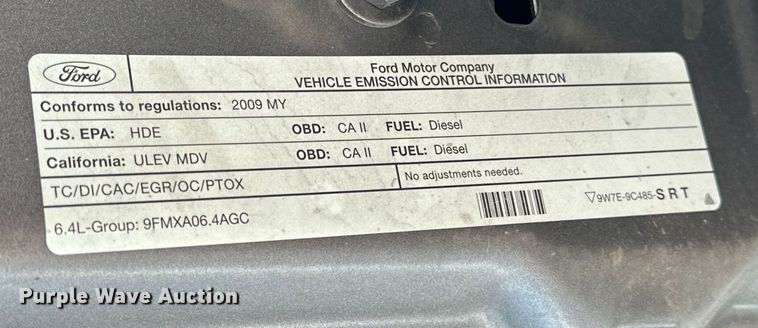 Ford
Ford Motor Company
VEHICLE EMISSION CONTROL INFORMATION
Conforms to regulations: 2009 MY
U.S. EPA: HDE OBD: CA II FUEL: Diesel
California: ULEV MDV OBD: CA II FUEL: Diesel
TC/DI/CAC/EGR/OC/PTOX No adjustments needed.
6.4L-Group: 9FMXA06.4AGC
9W7E-9C485-S R T
Purple Wave Auction